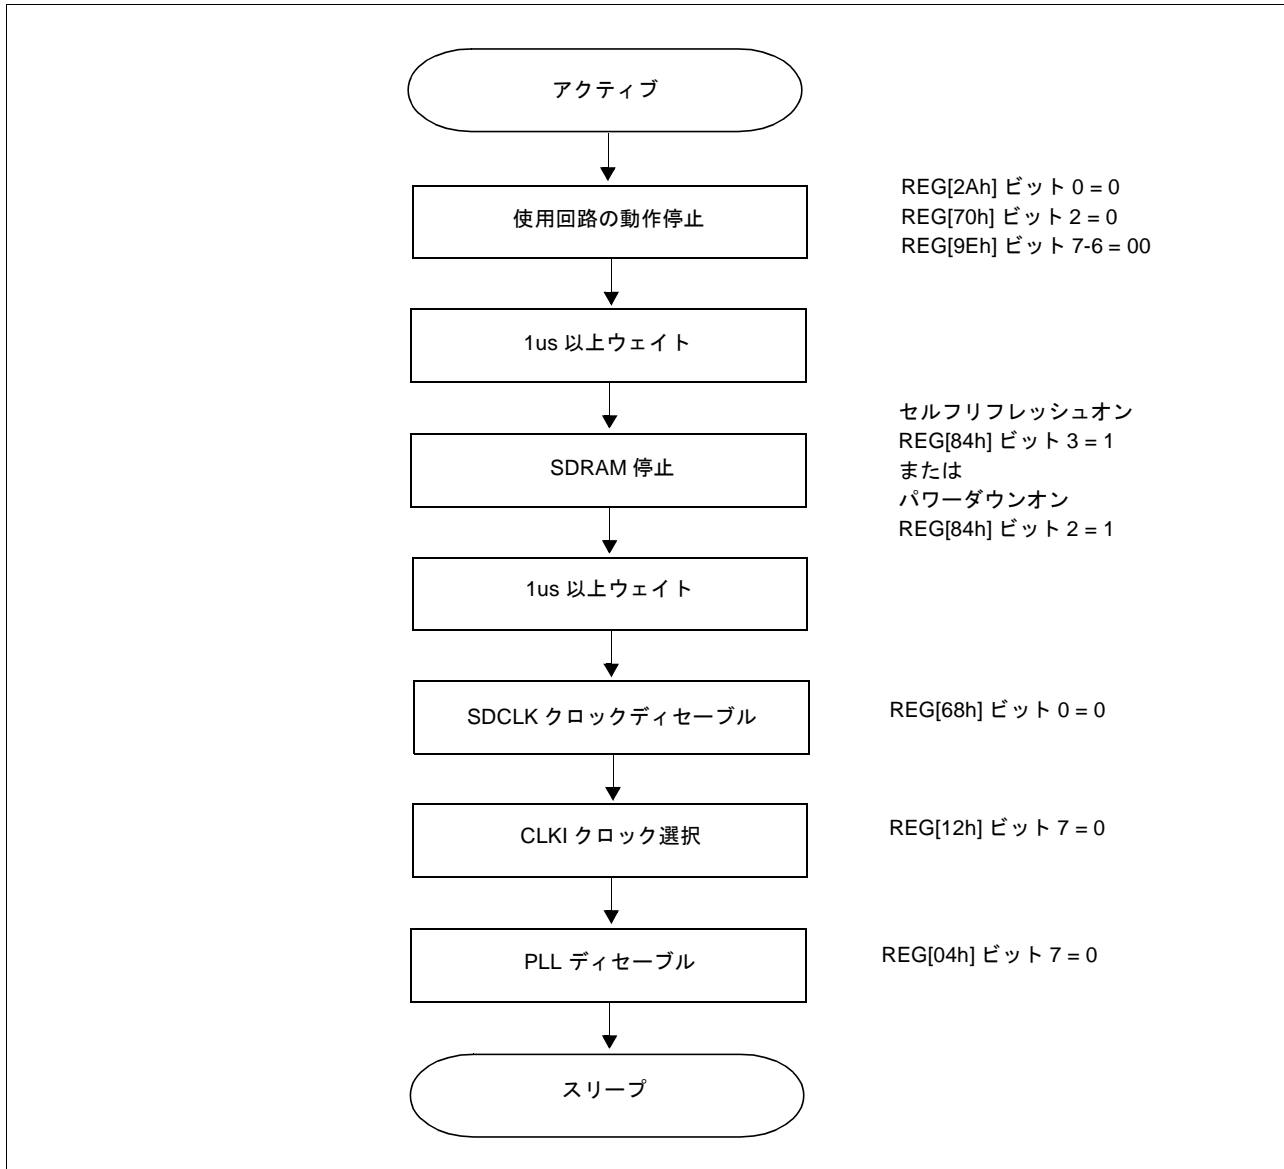 アクティブ
使用回路の動作停止
REG[2Ah] ビット 0 = 0
REG[70h] ビット 2 = 0
REG[9Eh] ビット 7-6 = 00
1us 以上ウェイト
SDRAM 停止
セルフリフレッシュオン
REG[84h] ビット 3 = 1
または
パワーダウンオン
REG[84h] ビット 2 = 1
1us 以上ウェイト
SDCLK クロックディセーブル
REG[68h] ビット 0 = 0
CLKI クロック選択
REG[12h] ビット 7 = 0
PLL ディセーブル
REG[04h] ビット 7 = 0
スリープ